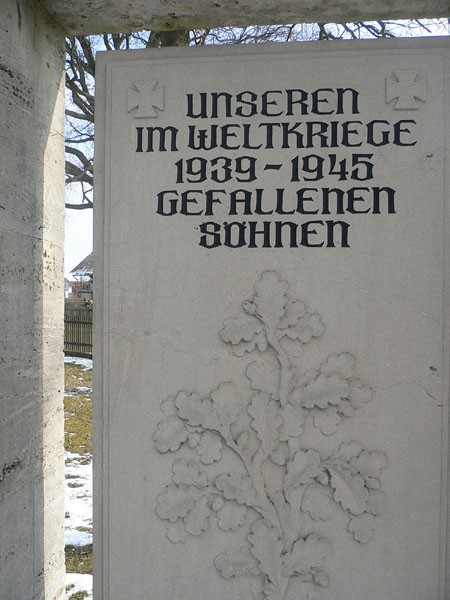 UNSEREN
IM WELTKRIEGE
1939-1945
GEFALLENEN
SÖHNEN